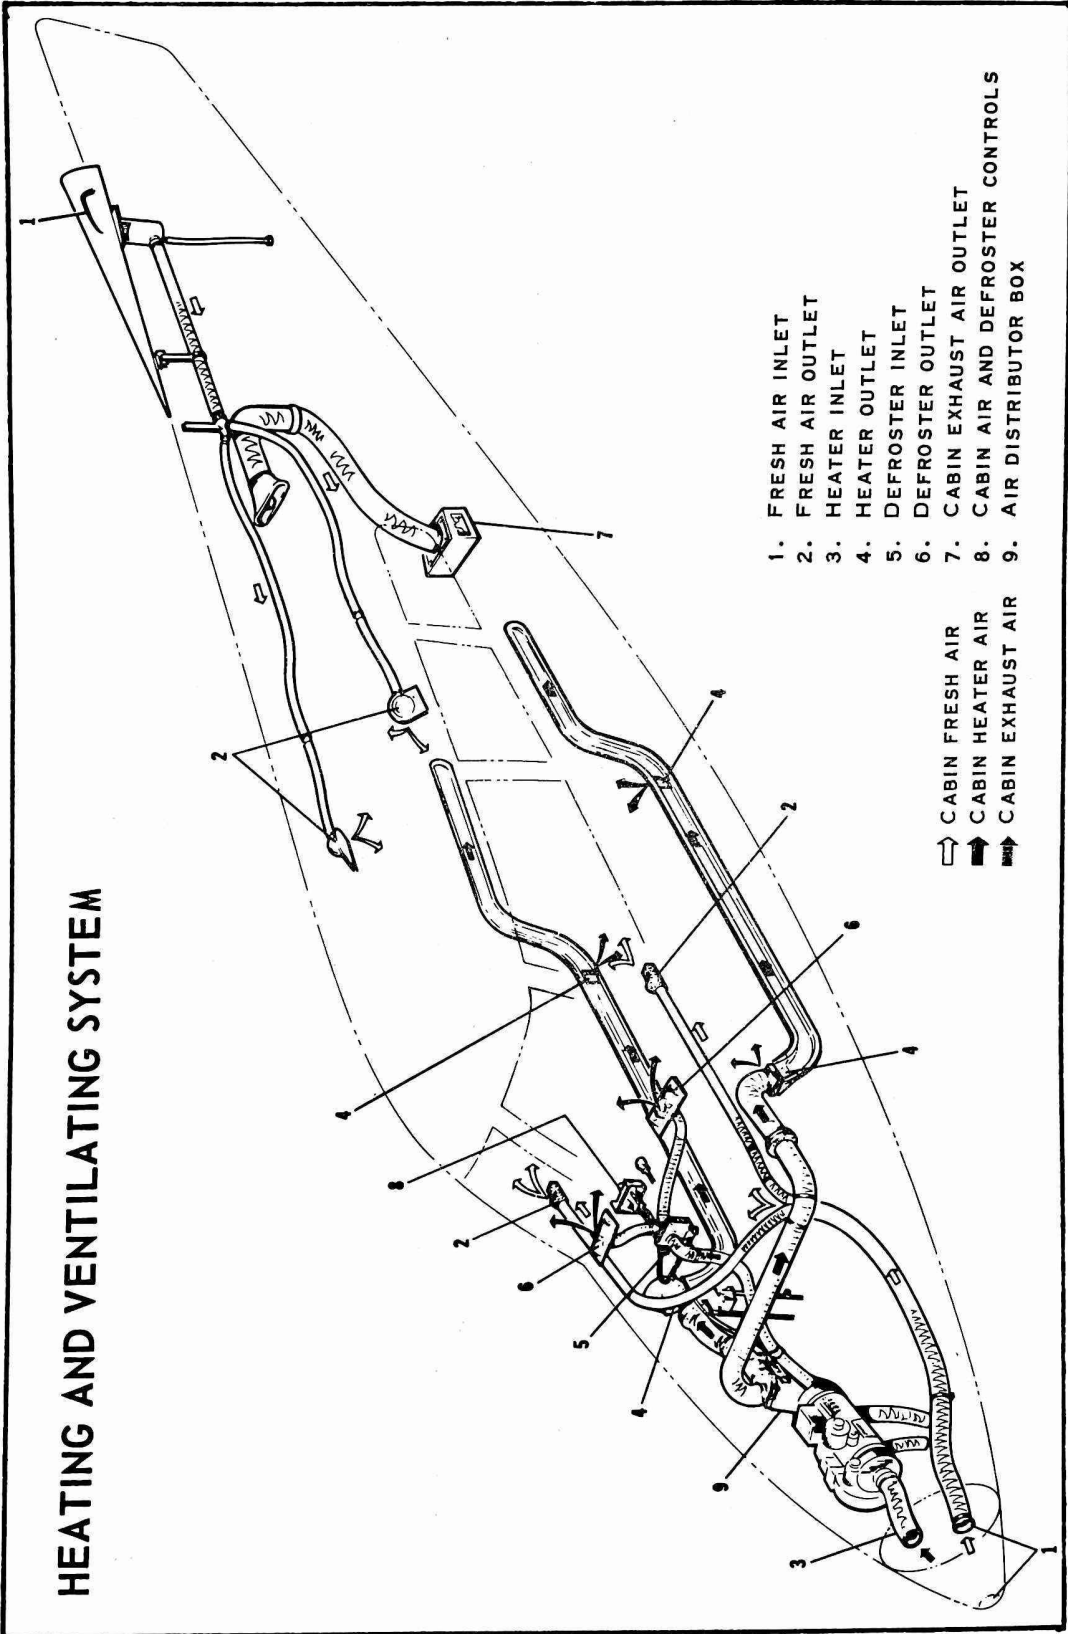 HEATING AND VENTILATING SYSTEM
1
2
7
4
2
6
4
4
8
2
6
5
4
9
3
1
1. FRESH AIR INLET
2. FRESH AIR OUTLET
3. HEATER INLET
4. HEATER OUTLET
5. DEFROSTER INLET
6. DEFROSTER OUTLET
7. CABIN EXHAUST AIR OUTLET
8. CABIN AIR AND DEFROSTER CONTROLS
9. AIR DISTRIBUTOR BOX
CABIN FRESH AIR
CABIN HEATER AIR
CABIN EXHAUST AIR